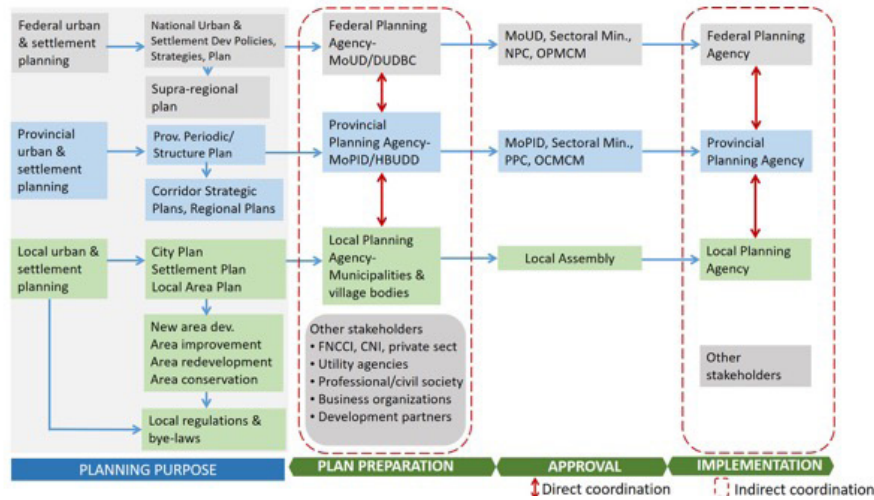 Federal urban
& settlement
planning
National Urban &
Settlement Dev Policies,
Strategies, Plan
Federal Planning
Agency-
MoUD/DUDBC
MoUD, Sectoral Min.,
NPC, OPMCM
Federal Planning
Agency
Supra-regional
plan
Provincial
urban &
settlement
planning
Prov. Periodic/
Structure Plan
Provincial
Planning Agency-
MoPID/HBUDD
MoPID, Sectoral Min.,
PPC, OCMCM
Provincial
Planning Agency
Corridor Strategic
Plans, Regional Plans
Local urban &
settlement
planning
City Plan
Settlement Plan
Local Area Plan
Local Planning
Agency-
Municipalities &
village bodies
Local Assembly
Local Planning
Agency
New area dev.
Area improvement
Area redevelopment
Area conservation
Other stakeholders
• FNCCI, CNI, private sect
• Utility agencies
• Professional/civil society
• Business organizations
• Development partners
Other
stakeholders
Local regulations &
bye-laws
PLANNING PURPOSE
PLAN PREPARATION
APPROVAL
IMPLEMENTATION
Direct coordination
Indirect coordination